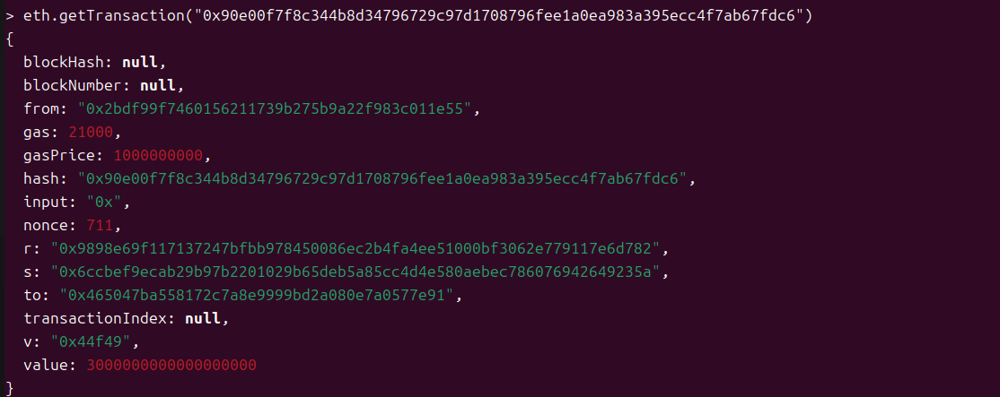 > eth.getTransaction("0x90e00f7f8c344b8d34796729c97d1708796fee1a0ea983a395ecc4f7ab67fdc6")
{
  blockHash: null,
  blockNumber: null,
  from: "0x2bdf99f7460156211739b275b9a22f983c011e55",
  gas: 21000,
  gasPrice: 1000000000,
  hash: "0x90e00f7f8c344b8d34796729c97d1708796fee1a0ea983a395ecc4f7ab67fdc6",
  input: "0x",
  nonce: 711,
  r: "0x9898e69f117137247bfbb978450086ec2b4fa4ee51000bf3062e779117e6d782",
  s: "0x6ccbef9ecab29b97b2201029b65deb5a85cc4d4e580aebec786076942649235a",
  to: "0x465047ba558172c7a8e9999bd2a080e7a0577e91",
  transactionIndex: null,
  v: "0x44f49",
  value: 3000000000000000000
}